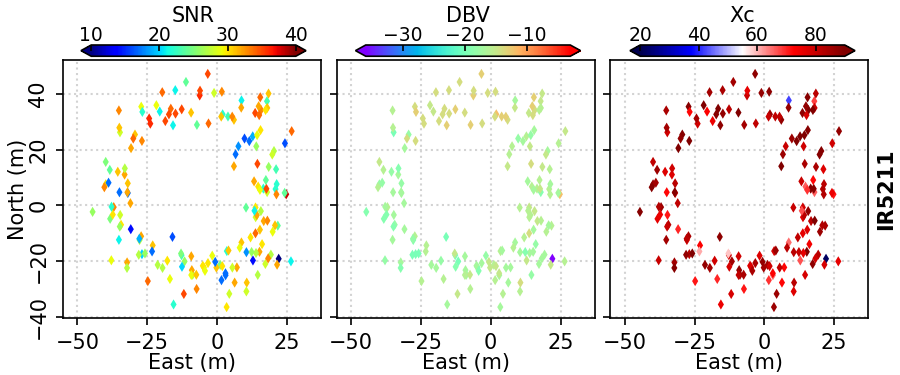 SNR DBV Xc
10 20 30 40 −30 −20 −10 20 40 60 80
40
20
0
−20
−40
North (m)
−50 −25 0 25 −50 −25 0 25 −50 −25 0 25
East (m) East (m) East (m)
IR5211